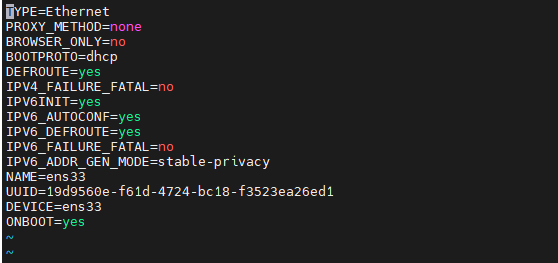 TYPE=Ethernet
PROXY_METHOD=none
BROWSER_ONLY=no
BOOTPROTO=dhcp
DEFROUTE=yes
IPV4_FAILURE_FATAL=no
IPV6INIT=yes
IPV6_AUTOCONF=yes
IPV6_DEFROUTE=yes
IPV6_FAILURE_FATAL=no
IPV6_ADDR_GEN_MODE=stable-privacy
NAME=ens33
UUID=19d9560e-f61d-4724-bc18-f3523ea26ed1
DEVICE=ens33
ONBOOT=yes
~
~